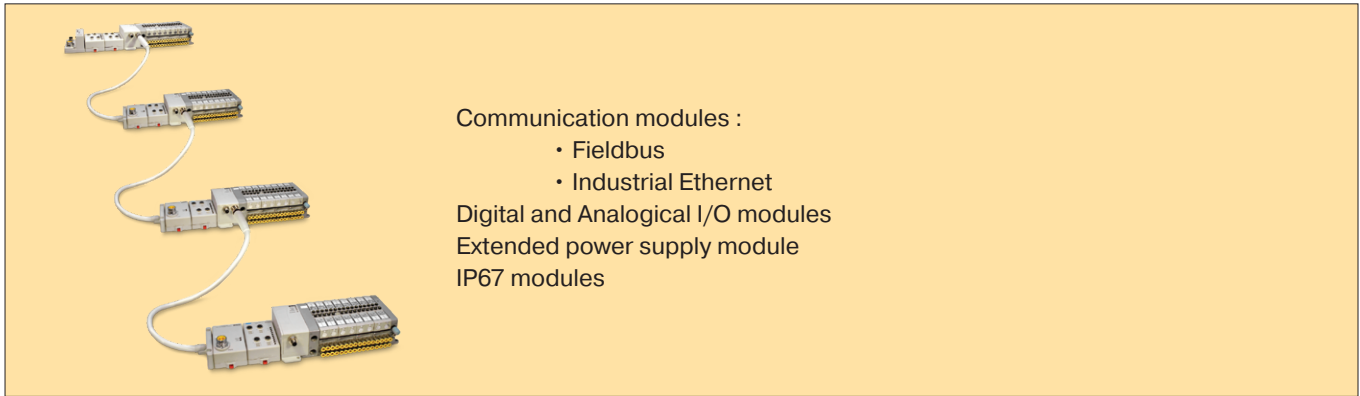 Communication modules :
• Fieldbus
• Industrial Ethernet
Digital and Analogical I/O modules
Extended power supply module
IP67 modules